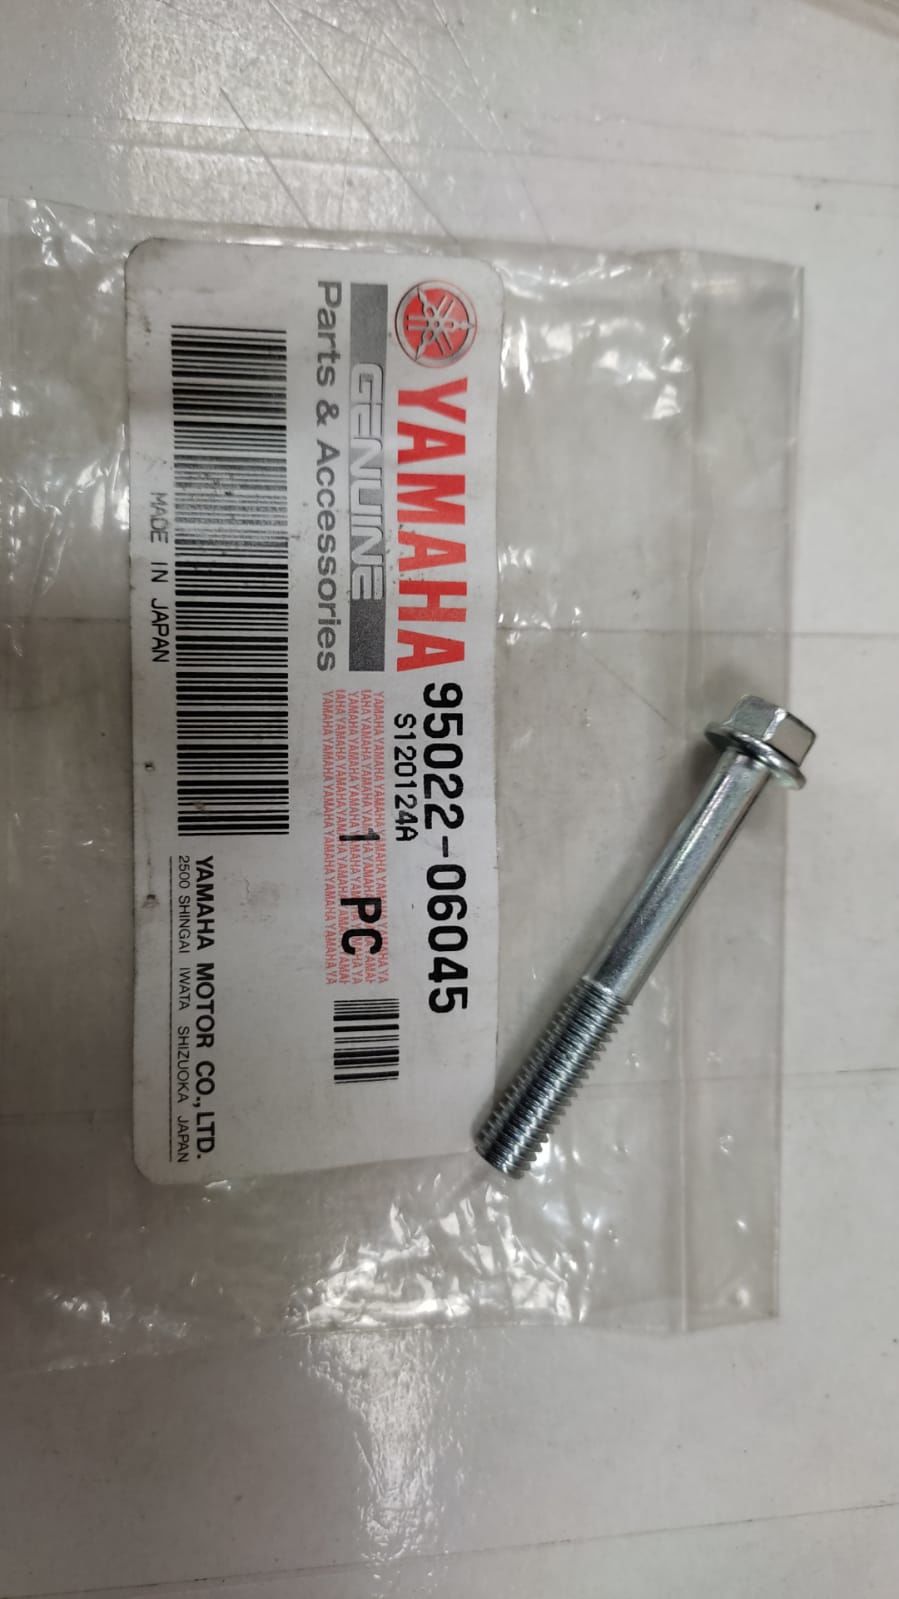 YAMAHA
GENUINE
Parts & Accessories
95022-06045
S120124A
YAMAHAYAMAHAYAMAHAYAMAHAYA
1 PC
MADE IN JAPAN
YAMAHA MOTOR CO., LTD.
2500 SHINGAI IWATA SHIZUOKA JAPAN